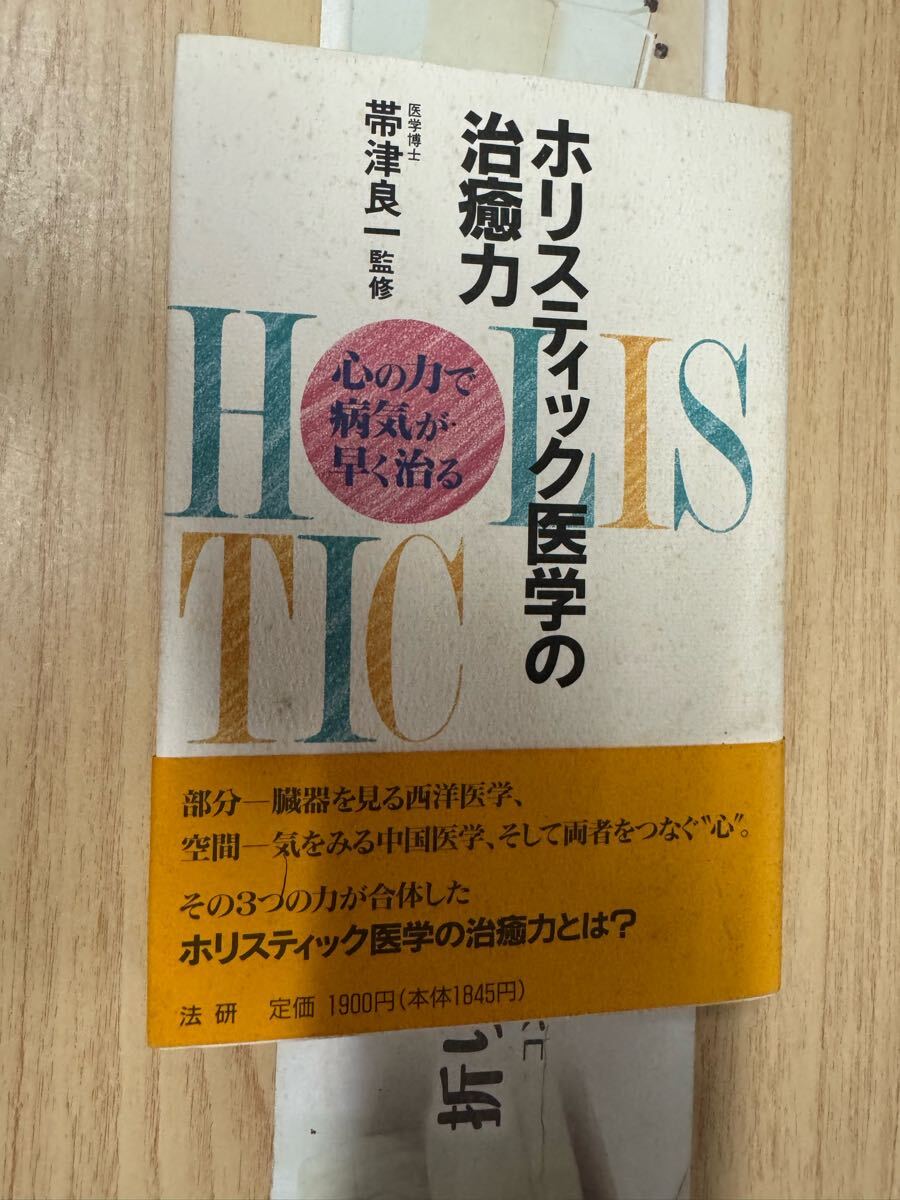 ホリスティック医学の
治癒力
医学博士
帯津良一監修
HOLIS
TIC
心の力で
病気が
早く治る
部分―臓器を見る西洋医学、
空間―気をみる中国医学、そして両者をつなぐ〝心〟。
その3つの力が合体した
ホリスティック医学の治癒力とは?
法研 定価 1900円(本体1845円)
折し